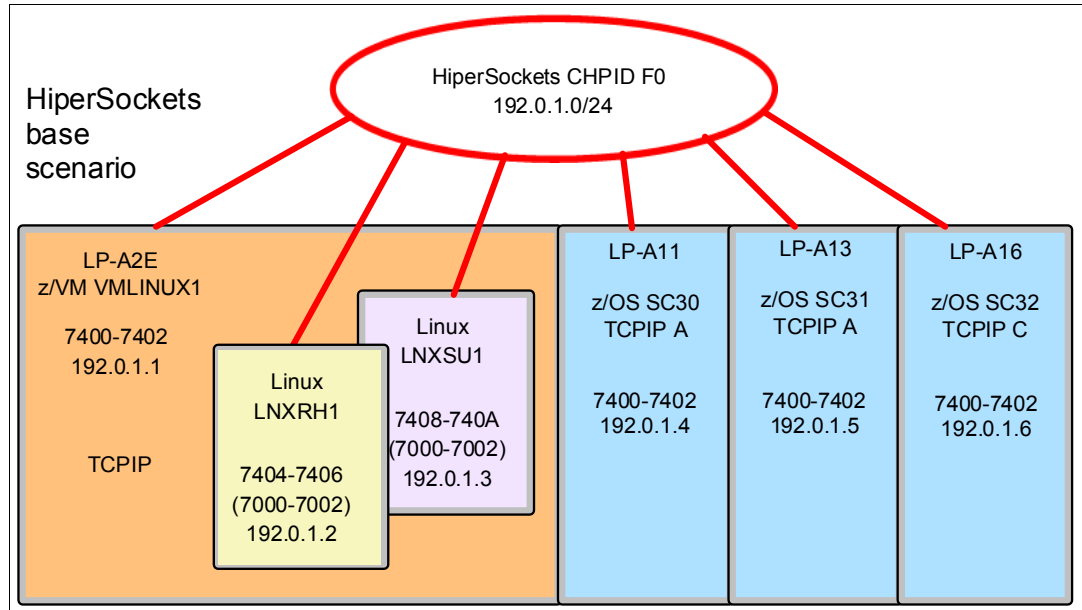 HiperSockets CHPID F0
192.0.1.0/24
HiperSockets
base
scenario
LP-A2E
z/VM VMLINUX1
7400-7402
192.0.1.1
TCPIP
Linux
LNXRH1
7404-7406
(7000-7002)
192.0.1.2
Linux
LNXSU1
7408-740A
(7000-7002)
192.0.1.3
LP-A11
z/OS SC30
TCPIP A
7400-7402
192.0.1.4
LP-A13
z/OS SC31
TCPIP A
7400-7402
192.0.1.5
LP-A16
z/OS SC32
TCPIP C
7400-7402
192.0.1.6